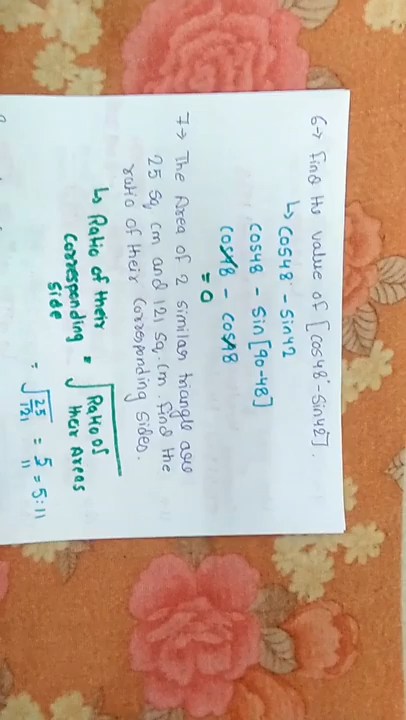 6→ Find the value of [cos48°-sin42°].
↳ cos48° - sin42
cos48 - sin[90-48]
cos48 - cos48
= 0
7→ The Area of 2 similar triangle are
25 sq. cm and 121 sq. cm. Find the
ratio of their corresponding sides.
↳ Ratio of their
corresponding
side = √Ratio of their Areas
= √25/121 = 5/11 = 5:11